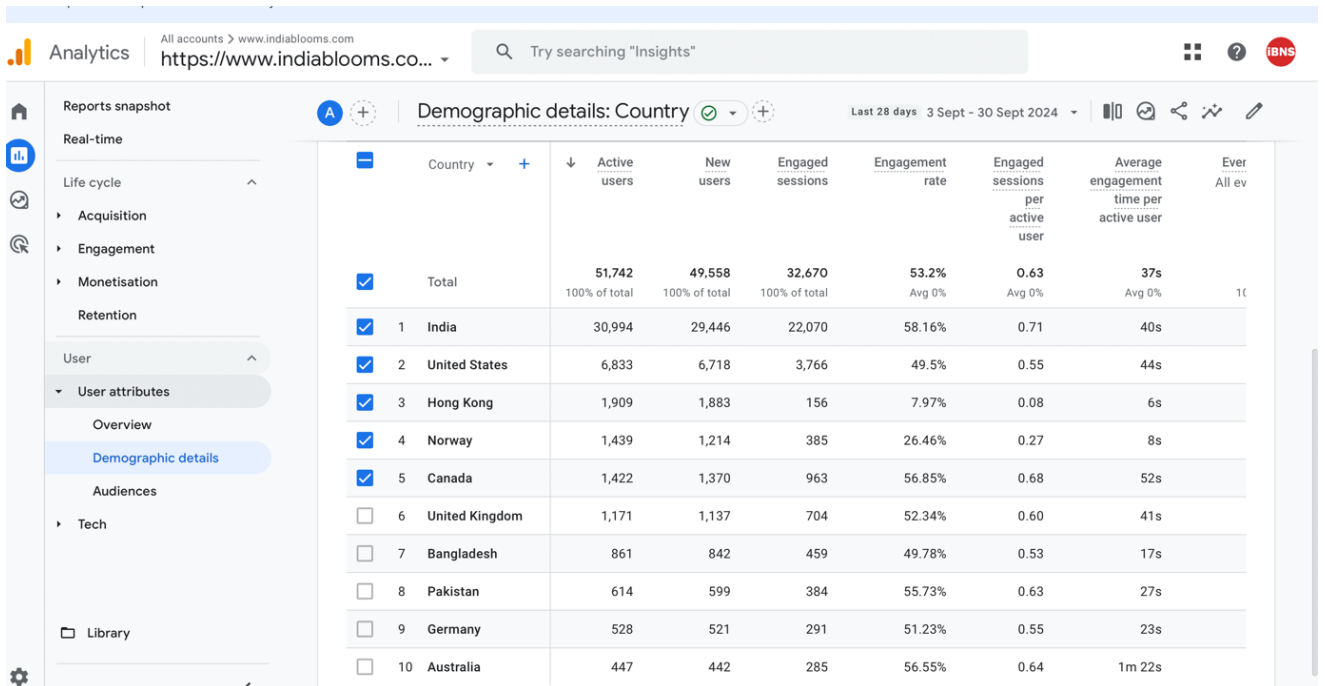 All accounts > www.indiablooms.com
Analytics
https://www.indiablooms.co...
Try searching "Insights"
iBNS
Reports snapshot
Real-time
Life cycle
Acquisition
Engagement
Monetisation
Retention
User
User attributes
Overview
Demographic details
Audiences
Tech
Library
A
Demographic details: Country
Last 28 days 3 Sept - 30 Sept 2024
Country
Active users
New users
Engaged sessions
Engagement rate
Engaged sessions per active user
Average engagement time per active user
Ever
All ev
Total 51,742 49,558 32,670 53.2% 0.63 37s
100% of total 100% of total 100% of total Avg 0% Avg 0% Avg 0% 10
1 India 30,994 29,446 22,070 58.16% 0.71 40s
2 United States 6,833 6,718 3,766 49.5% 0.55 44s
3 Hong Kong 1,909 1,883 156 7.97% 0.08 6s
4 Norway 1,439 1,214 385 26.46% 0.27 8s
5 Canada 1,422 1,370 963 56.85% 0.68 52s
6 United Kingdom 1,171 1,137 704 52.34% 0.60 41s
7 Bangladesh 861 842 459 49.78% 0.53 17s
8 Pakistan 614 599 384 55.73% 0.63 27s
9 Germany 528 521 291 51.23% 0.55 23s
10 Australia 447 442 285 56.55% 0.64 1m 22s